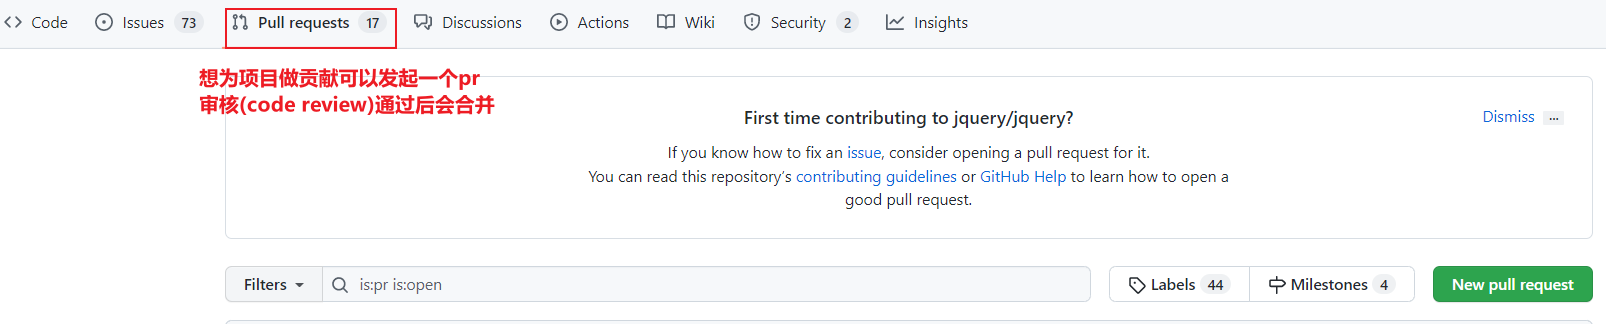 Code Issues 73 Pull requests 17 Discussions Actions Wiki Security 2 Insights
想为项目做贡献可以发起一个pr
审核(code review)通过后会合并
First time contributing to jquery/jquery?
Dismiss ...
If you know how to fix an issue, consider opening a pull request for it.
You can read this repository's contributing guidelines or GitHub Help to learn how to open a
good pull request.
Filters is:pr is:open Labels 44 Milestones 4 New pull request